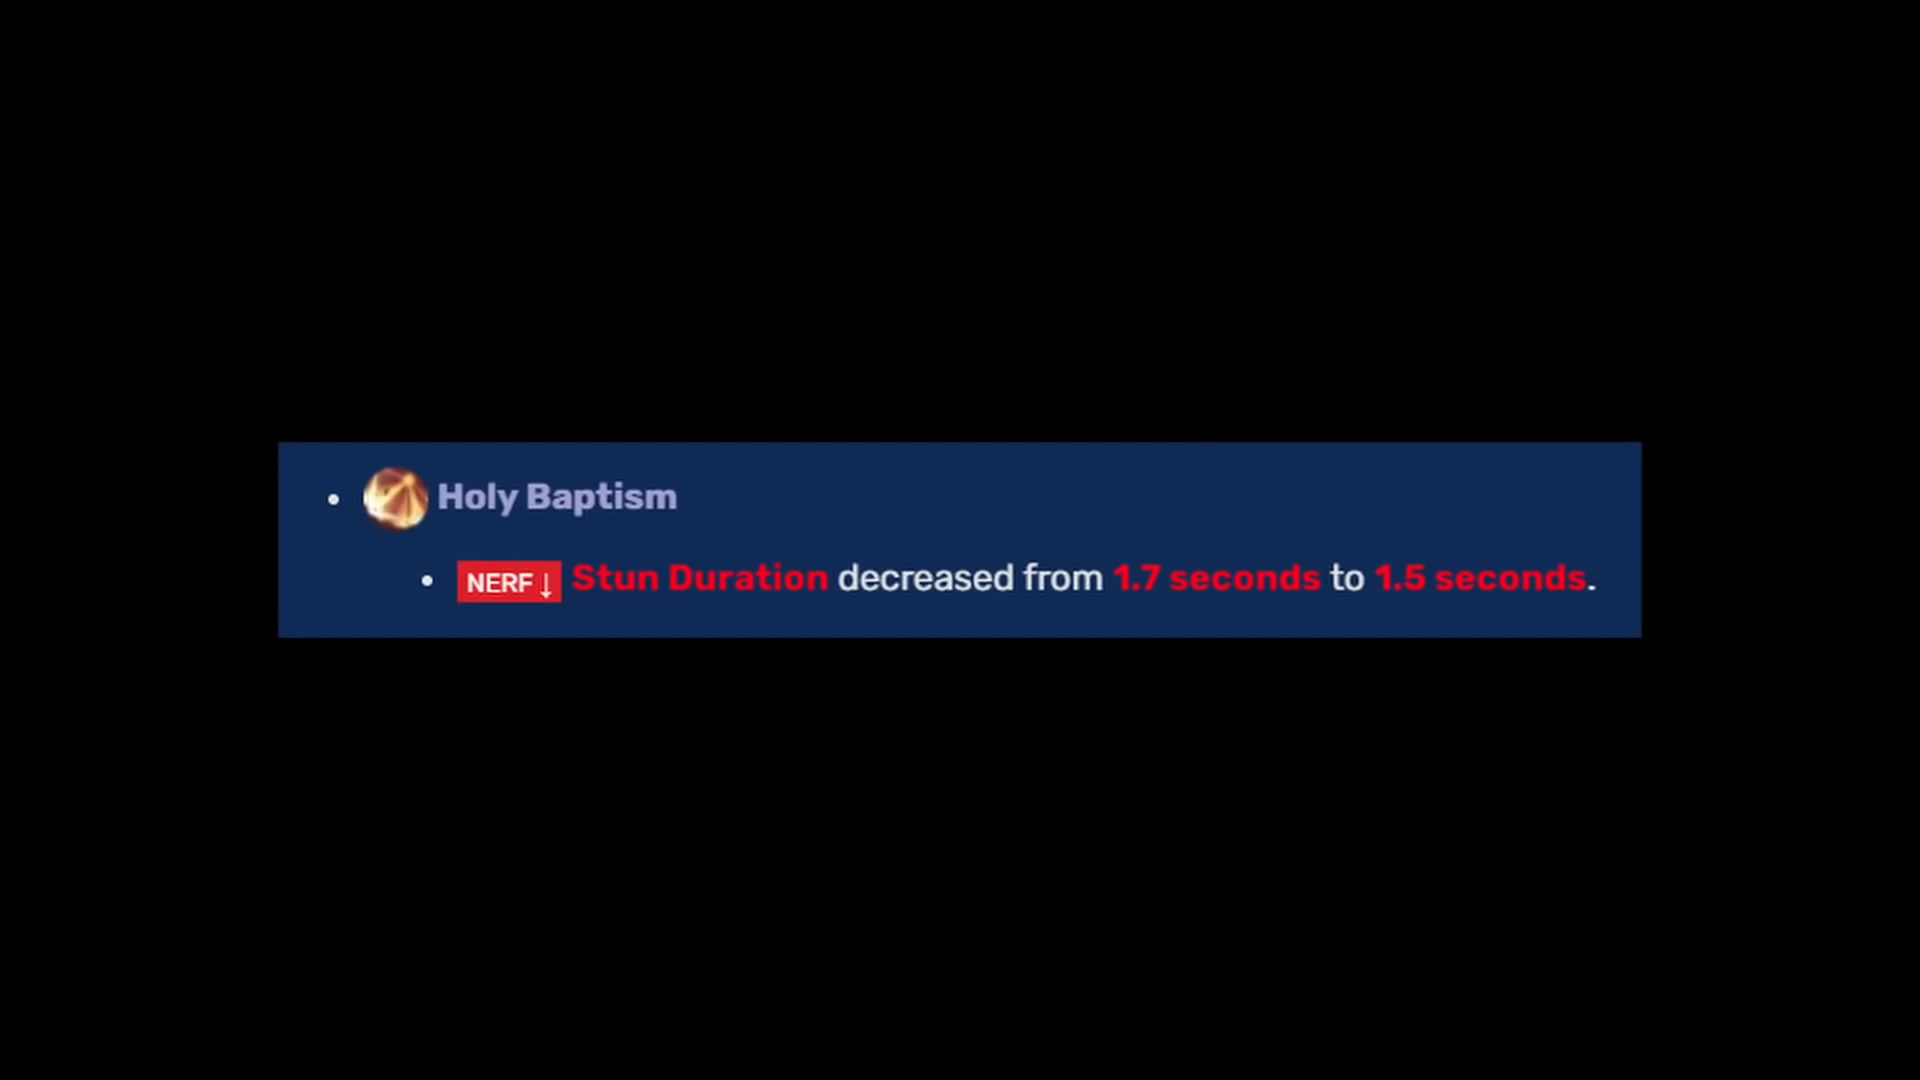 Holy Baptism
NERF↓ Stun Duration decreased from 1.7 seconds to 1.5 seconds.